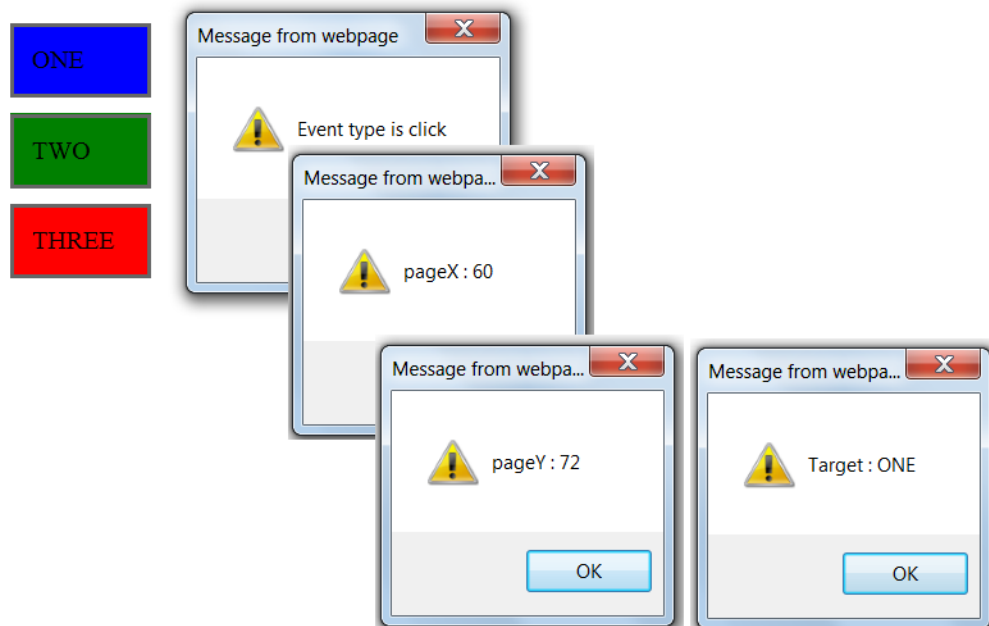 ONE
TWO
THREE
Message from webpage
X
Event type is click
Message from webpa...
X
pageX : 60
Message from webpa...
X
pageY : 72
OK
Message from webpa...
X
Target : ONE
OK